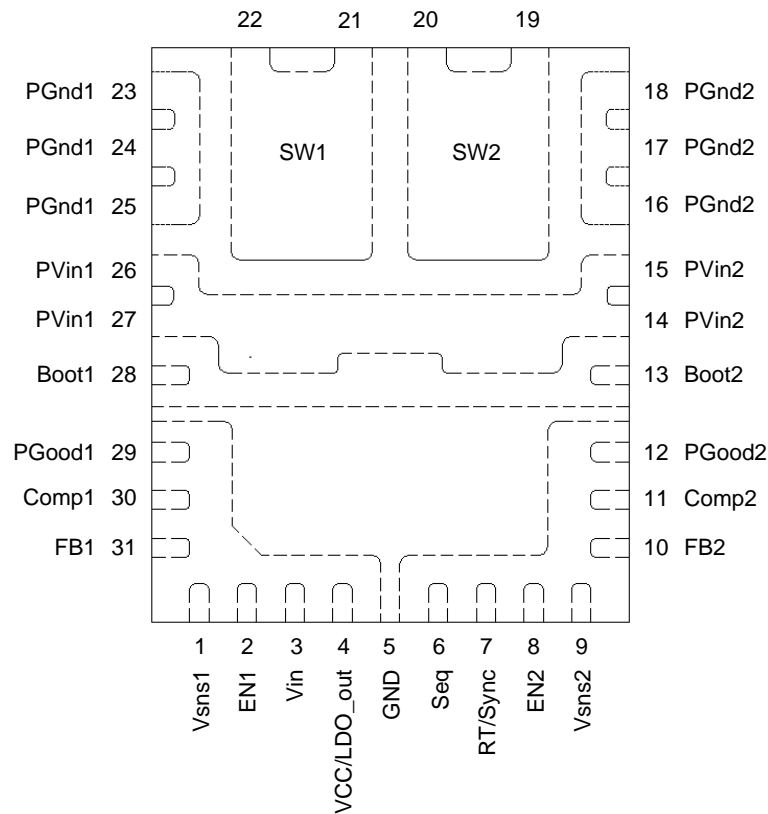 22 21 20 19
PGnd1 23
18 PGnd2
PGnd1 24
SW1
SW2
17 PGnd2
PGnd1 25
16 PGnd2
PVin1 26
15 PVin2
PVin1 27
14 PVin2
Boot1 28
13 Boot2
PGood1 29
12 PGood2
Comp1 30
11 Comp2
FB1 31
10 FB2
1 2 3 4 5 6 7 8 9
Vsns1
EN1
Vin
VCC/LDO_out
GND
Seq
RT/Sync
EN2
Vsns2